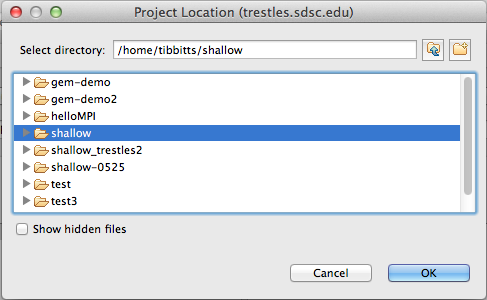 Project Location (trestles.sdsc.edu)
Select directory: /home/tibbitts/shallow
gem-demo
gem-demo2
helloMPI
shallow
shallow_trestles2
shallow-0525
test
test3
Show hidden files
Cancel OK